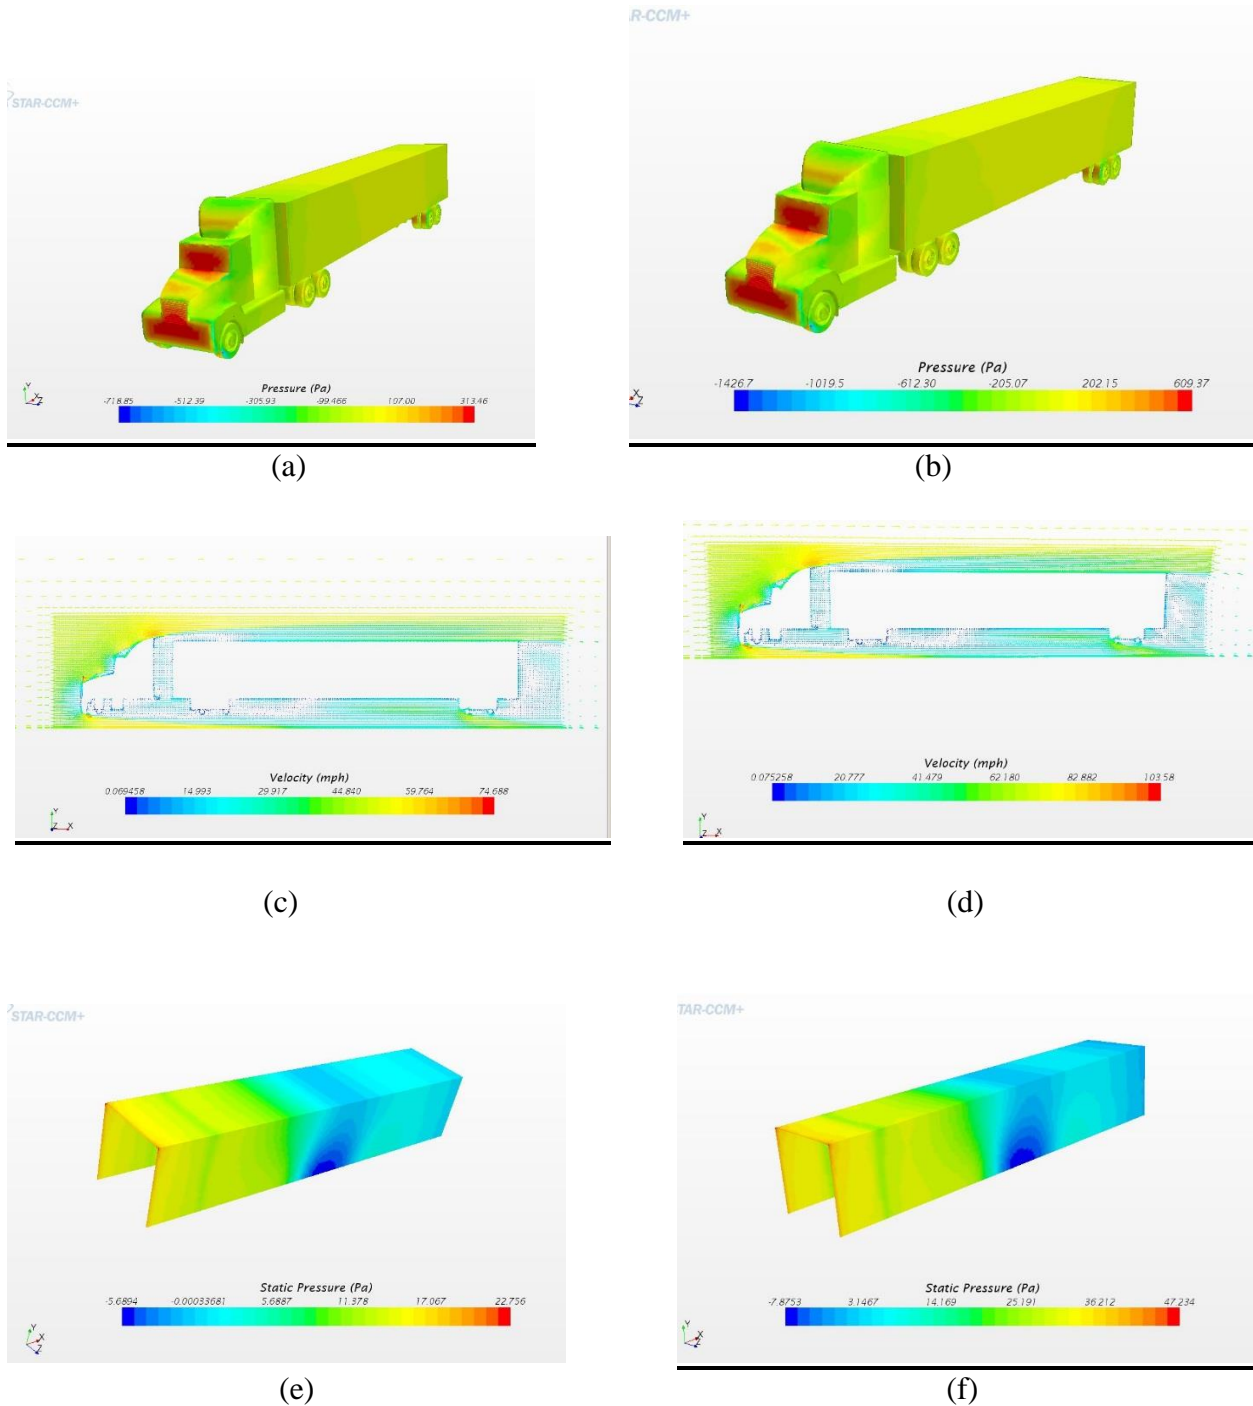 STAR-CCM+
Pressure (Pa)
-718.85 -512.39 -305.93 -99.466 107.00 313.46
Y
X
Z
(a)
AR-CCM+
Pressure (Pa)
-1426.7 -1019.5 -612.30 -205.07 202.15 609.37
X
Z
(b)
Velocity (mph)
0.069458 14.993 29.917 44.840 59.764 74.688
Y
Z X
(c)
Velocity (mph)
0.075258 20.777 41.479 62.180 82.882 103.58
Y
Z X
(d)
STAR-CCM+
Static Pressure (Pa)
-5.6894 -0.00033681 5.6887 11.378 17.067 22.756
Y
X
Z
(e)
TAR-CCM+
Static Pressure (Pa)
-7.8753 3.1467 14.169 25.191 36.212 47.234
Y
X
Z
(f)